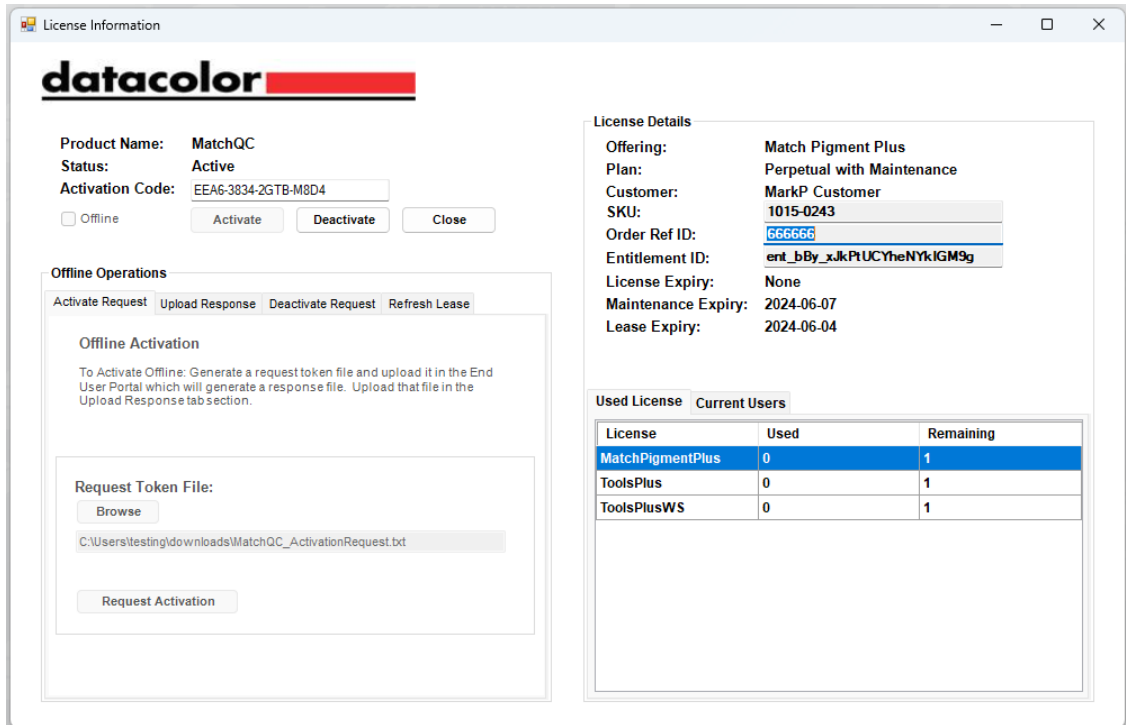 License Information
datacolor
Product Name: MatchQC
Status: Active
Activation Code: EEA6-3834-2GTB-M8D4
Offline Activate Deactivate Close
Offline Operations
Activate Request Upload Response Deactivate Request Refresh Lease
Offline Activation
To Activate Offline: Generate a request token file and upload it in the End
User Portal which will generate a response file. Upload that file in the
Upload Response tab section.
Request Token File:
Browse
C:\Users\testing\downloads\MatchQC_ActivationRequest.txt
Request Activation
License Details
Offering: Match Pigment Plus
Plan: Perpetual with Maintenance
Customer: MarkP Customer
SKU: 1015-0243
Order Ref ID: 666666
Entitlement ID: ent_bBy_xJkPtUCYheNYkIGM9g
License Expiry: None
Maintenance Expiry: 2024-06-07
Lease Expiry: 2024-06-04
Used License Current Users
License Used Remaining
MatchPigmentPlus 0 1
ToolsPlus 0 1
ToolsPlusWS 0 1